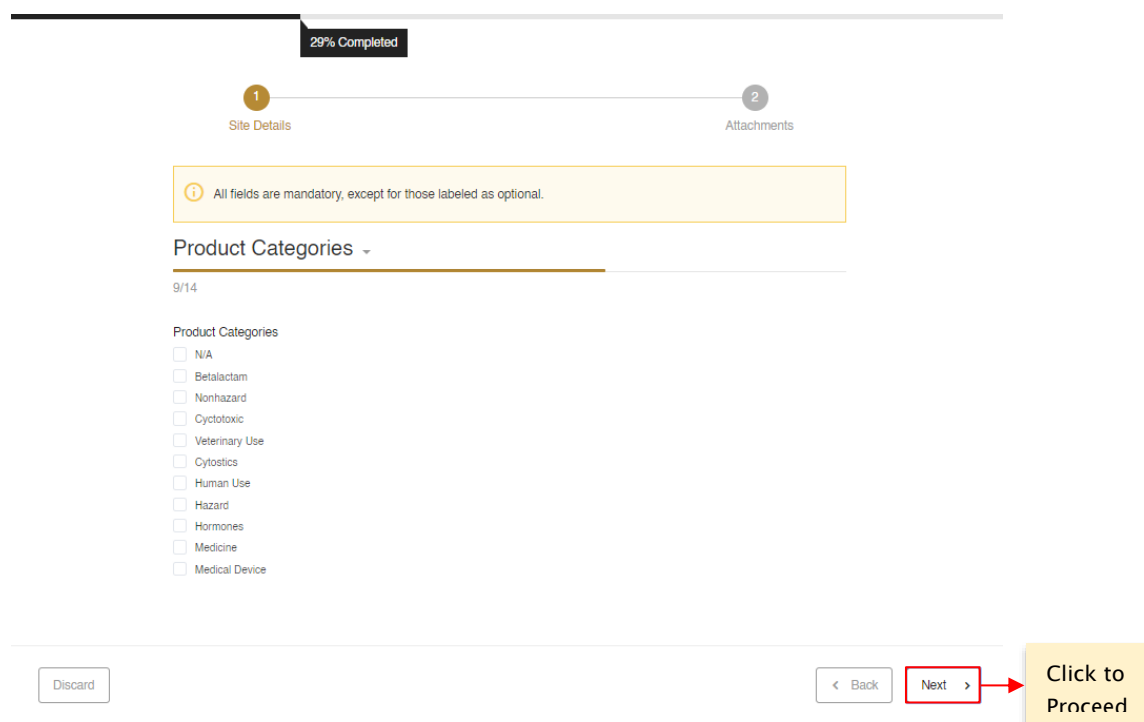 29% Completed
1
2
Site Details
Attachments
All fields are mandatory, except for those labeled as optional.
Product Categories
9/14
Product Categories
N/A
Betalactam
Nonhazard
Cyctotoxic
Veterinary Use
Cytostics
Human Use
Hazard
Hormones
Medicine
Medical Device
Discard
Back
Next
Click to
Proceed